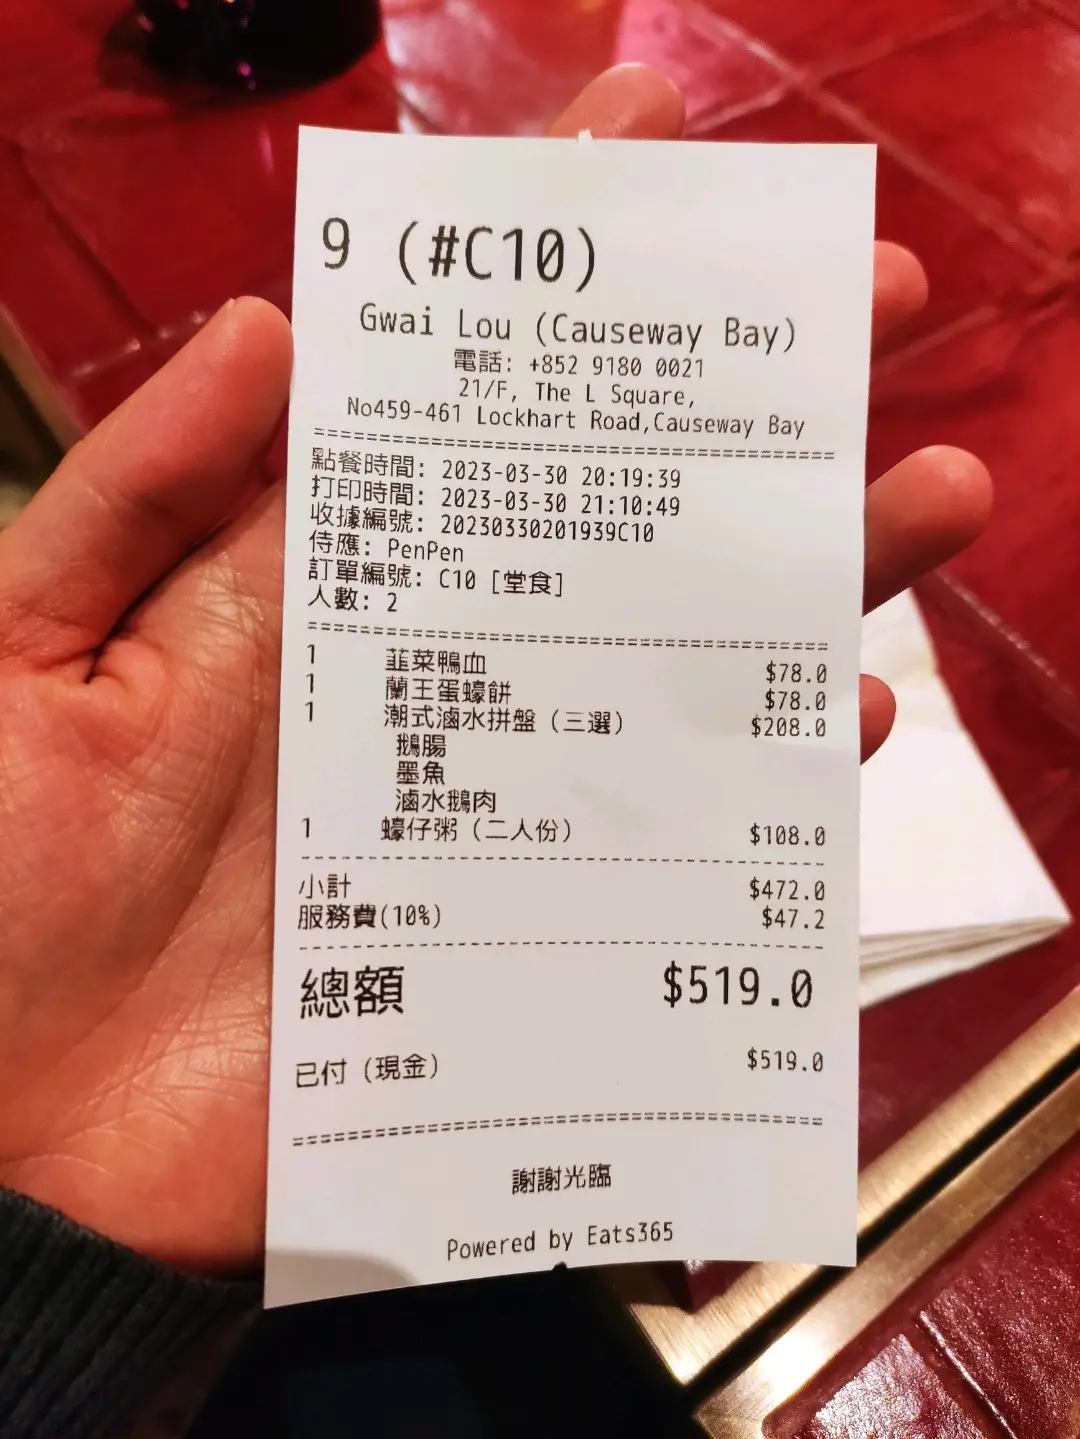 9 (#C10)
Gwai Lou (Causeway Bay)
電話: +852 9180 0021
21/F, The L Square,
No459-461 Lockhart Road,Causeway Bay
點餐時間: 2023-03-30 20:19:39
打印時間: 2023-03-30 21:10:49
收據編號: 20230330201939C10
侍應: PenPen
訂單編號: C10 [堂食]
人數: 2
1 韮菜鴨血 $78.0
1 蘭王蛋蠔餅 $78.0
1 潮式滷水拼盤 (三選) $208.0
鵝腸
墨魚
滷水鵝肉
1 蠔仔粥 (二人份) $108.0
小計 $472.0
服務費(10%) $47.2
總額 $519.0
已付 (現金) $519.0
謝謝光臨
Powered by Eats365